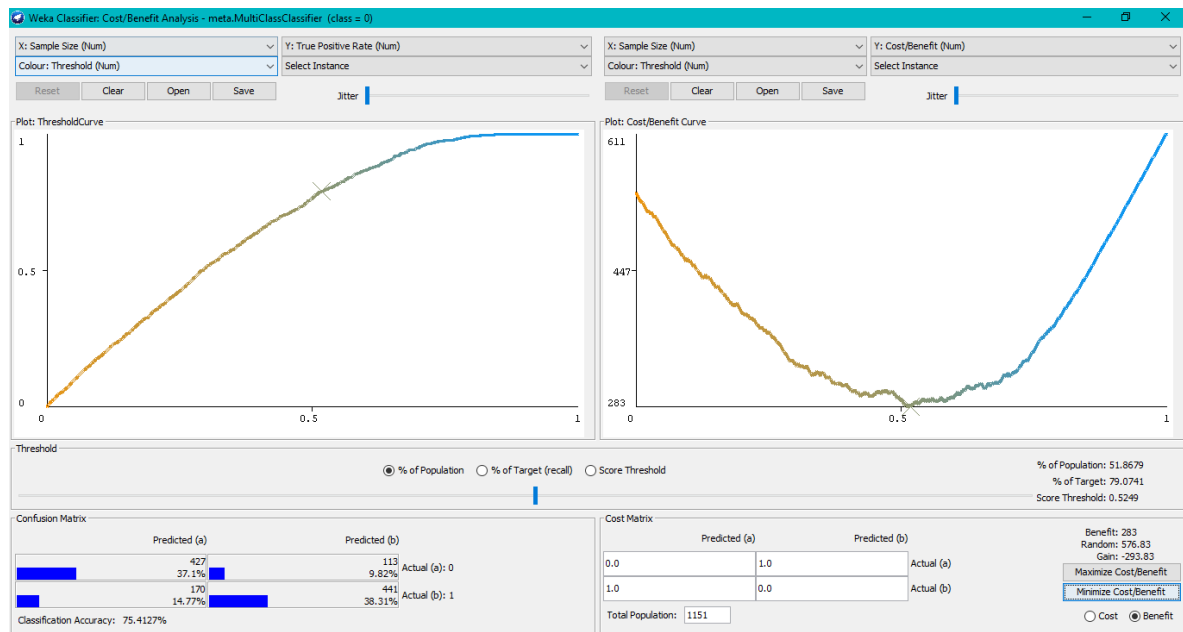 Weka Classifier: Cost/Benefit Analysis - meta.MultiClassClassifier (class = 0)
X: Sample Size (Num)
Y: True Positive Rate (Num)
Colour: Threshold (Num)
Select Instance
Reset
Clear
Open
Save
Jitter
Plot: ThresholdCurve
1
0.5
0
0
0.5
1
X: Sample Size (Num)
Y: Cost/Benefit (Num)
Colour: Threshold (Num)
Select Instance
Reset
Clear
Open
Save
Jitter
Plot: Cost/Benefit Curve
611
447
283
0
0.5
1
Threshold
% of Population
% of Target (recall)
Score Threshold
% of Population: 51.8679
% of Target: 79.0741
Score Threshold: 0.5249
Confusion Matrix
Predicted (a) Predicted (b)
427 113
37.1% 9.82% Actual (a): 0
170 441
14.77% 38.31% Actual (b): 1
Classification Accuracy: 75.4127%
Cost Matrix
Predicted (a) Predicted (b)
0.0 1.0 Actual (a)
1.0 0.0 Actual (b)
Total Population: 1151
Benefit: 283
Random: 576.83
Gain: -293.83
Maximize Cost/Benefit
Minimize Cost/Benefit
Cost Benefit